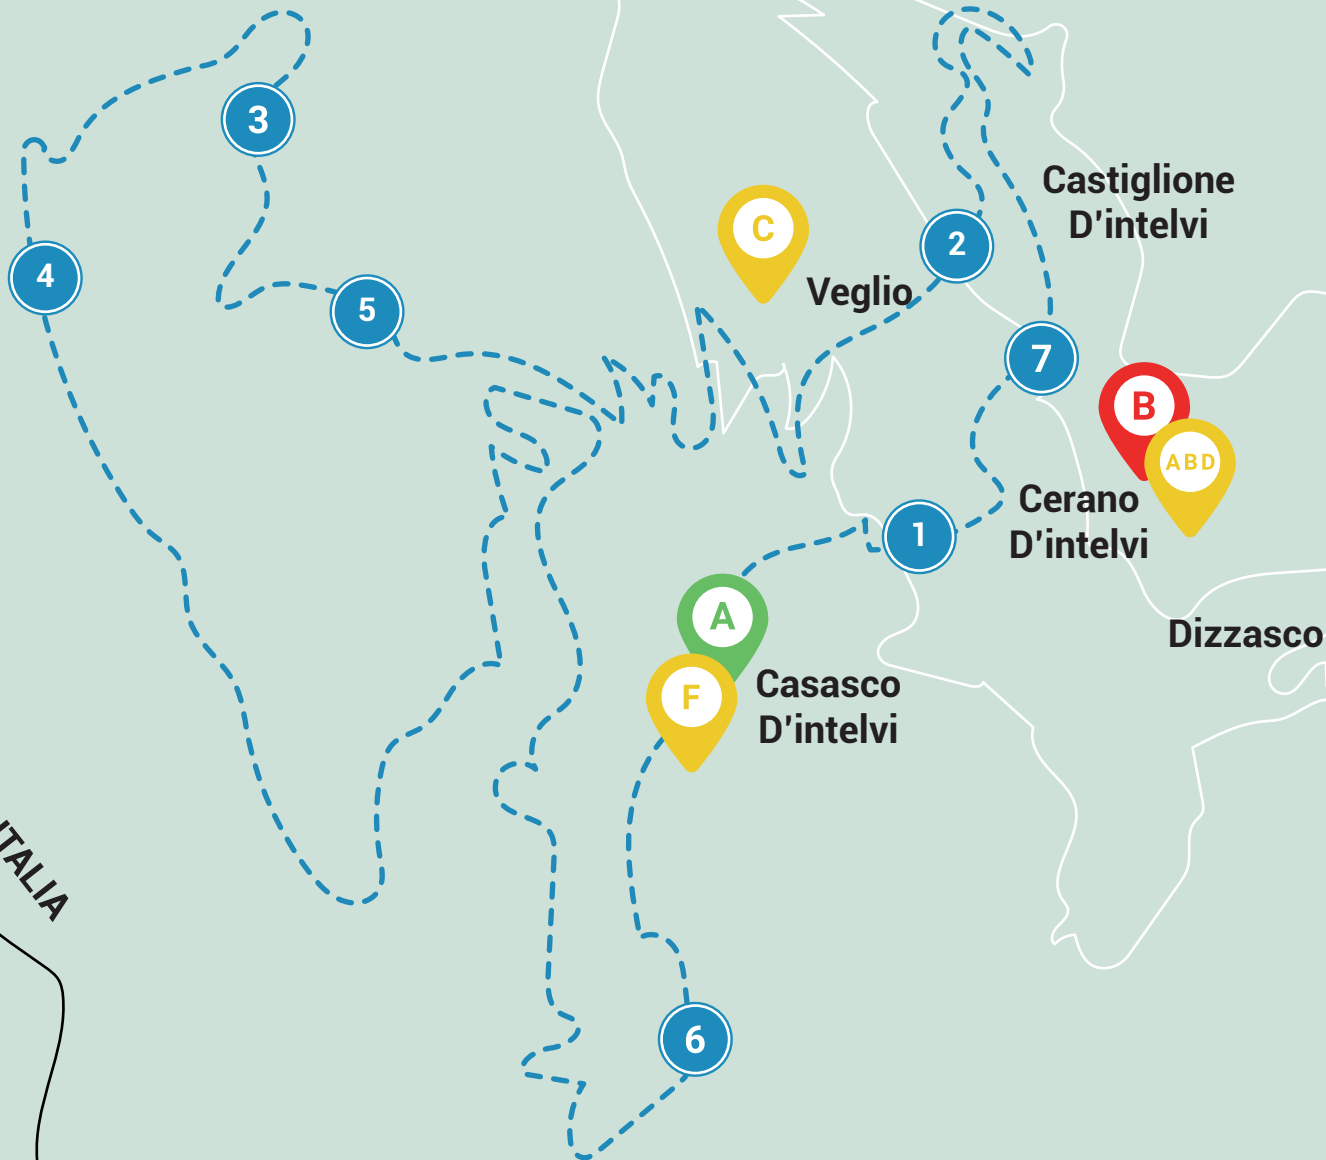 3
Castiglione
D'intelvi
C
2
4
Veglio
5
7
B
ABD
Cerano
D'intelvi
1
A
Casasco
D'intelvi
F
Dizzasco
ITALIA
6